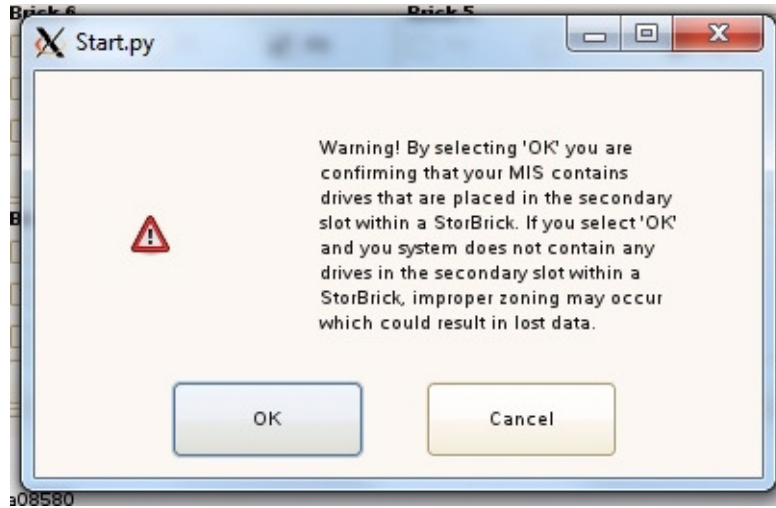 Brick 6
Brick 5
Start.py
Warning! By selecting 'OK' you are
confirming that your MIS contains
drives that are placed in the secondary
slot within a StorBrick. If you select 'OK'
and you system does not contain any
drives in the secondary slot within a
StorBrick, improper zoning may occur
which could result in lost data.
OK
Cancel
a08580